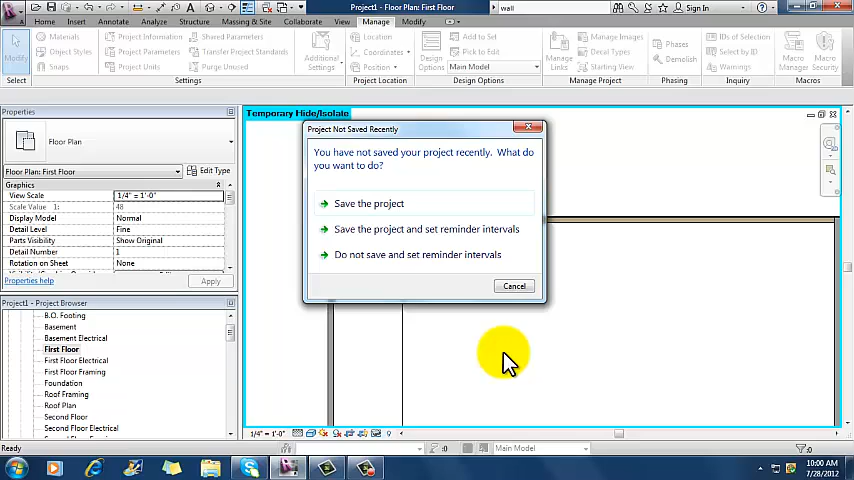 Project1 - Floor Plan: First Floor
wall
Sign In
Home
Insert
Annotate
Analyze
Structure
Massing & Site
Collaborate
View
Manage
Modify
Modify
Materials
Object Styles
Snaps
Project Information
Project Parameters
Project Units
Shared Parameters
Transfer Project Standards
Purge Unused
Additional
Settings
Location
Coordinates
Position
Design
Options
Add to Set
Pick to Edit
Main Model
Manage
Links
Manage Images
Decal Types
Starting View
Phases
Demolish
IDs of Selection
Select by ID
Warnings
Macro
Manager
Macro
Security
Select
Settings
Project Location
Design Options
Manage Project
Phasing
Inquiry
Macros
Properties
Floor Plan
Floor Plan: First Floor
Edit Type
Graphics
View Scale 1/4" = 1'-0"
Scale Value 1: 48
Display Model Normal
Detail Level Fine
Parts Visibility Show Original
Detail Number 1
Rotation on Sheet None
Properties help
Apply
Project1 - Project Browser
B.O. Footing
Basement
Basement Electrical
First Floor
First Floor Electrical
First Floor Framing
Foundation
Roof Framing
Roof Plan
Second Floor
Second Floor Electrical
Temporary Hide/Isolate
Project Not Saved Recently
You have not saved your project recently. What do
you want to do?
Save the project
Save the project and set reminder intervals
Do not save and set reminder intervals
Cancel
1/4" = 1'-0"
Ready
:0
Main Model
:0
10:00 AM
7/28/2012